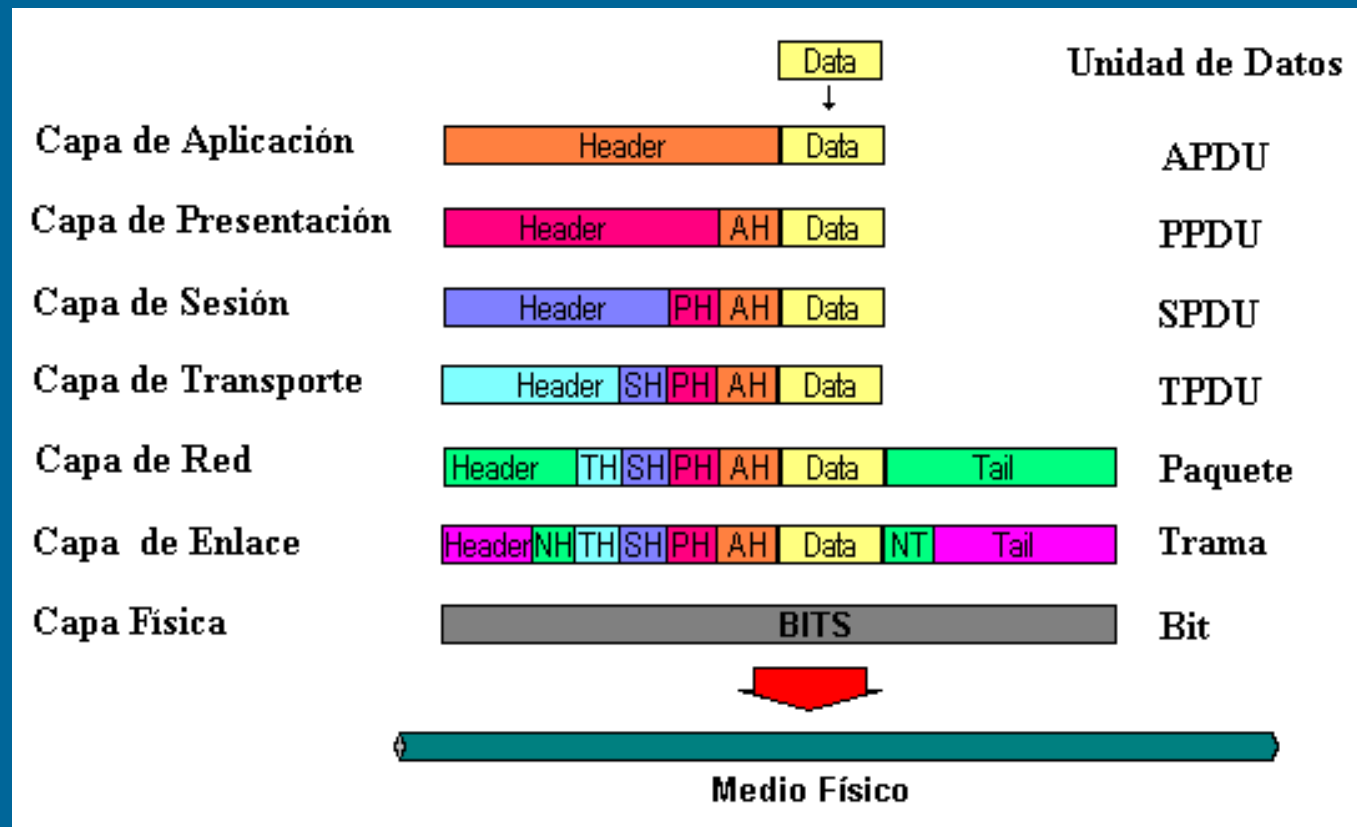 Data Unidad de Datos
Capa de Aplicación Header Data APDU
Capa de Presentación Header AH Data PPDU
Capa de Sesión Header PH AH Data SPDU
Capa de Transporte Header SH PH AH Data TPDU
Capa de Red Header TH SH PH AH Data Tail Paquete
Capa de Enlace Header NH TH SH PH AH Data NT Tail Trama
Capa Física BITS Bit
Medio Físico